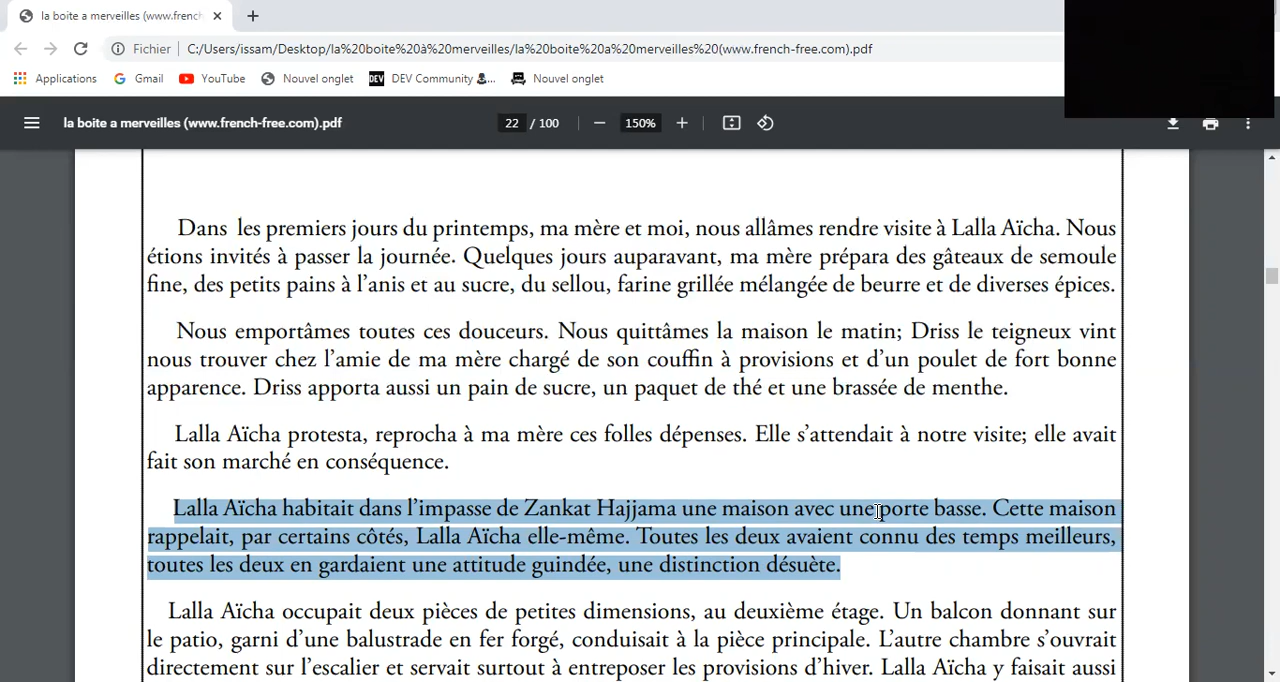 la boite a merveilles (www.french
Fichier C:/Users/issam/Desktop/la%20boite%20à%20merveilles/la%20boite%20a%20merveilles%20(www.french-free.com).pdf
Applications Gmail YouTube Nouvel onglet DEV DEV Community Nouvel onglet
la boite a merveilles (www.french-free.com).pdf 22 / 100 150%
Dans les premiers jours du printemps, ma mère et moi, nous allâmes rendre visite à Lalla Aïcha. Nous
étions invités à passer la journée. Quelques jours auparavant, ma mère prépara des gâteaux de semoule
fine, des petits pains à l’anis et au sucre, du sellou, farine grillée mélangée de beurre et de diverses épices.
Nous emportâmes toutes ces douceurs. Nous quittâmes la maison le matin; Driss le teigneux vint
nous trouver chez l’amie de ma mère chargé de son couffin à provisions et d’un poulet de fort bonne
apparence. Driss apporta aussi un pain de sucre, un paquet de thé et une brassée de menthe.
Lalla Aïcha protesta, reprocha à ma mère ces folles dépenses. Elle s’attendait à notre visite; elle avait
fait son marché en conséquence.
Lalla Aïcha habitait dans l’impasse de Zankat Hajjama une maison avec une porte basse. Cette maison
rappelait, par certains côtés, Lalla Aïcha elle-même. Toutes les deux avaient connu des temps meilleurs,
toutes les deux en gardaient une attitude guindée, une distinction désuète.
Lalla Aïcha occupait deux pièces de petites dimensions, au deuxième étage. Un balcon donnant sur
le patio, garni d’une balustrade en fer forgé, conduisait à la pièce principale. L’autre chambre s’ouvrait
directement sur l’escalier et servait surtout à entreposer les provisions d’hiver. Lalla Aïcha y faisait aussi